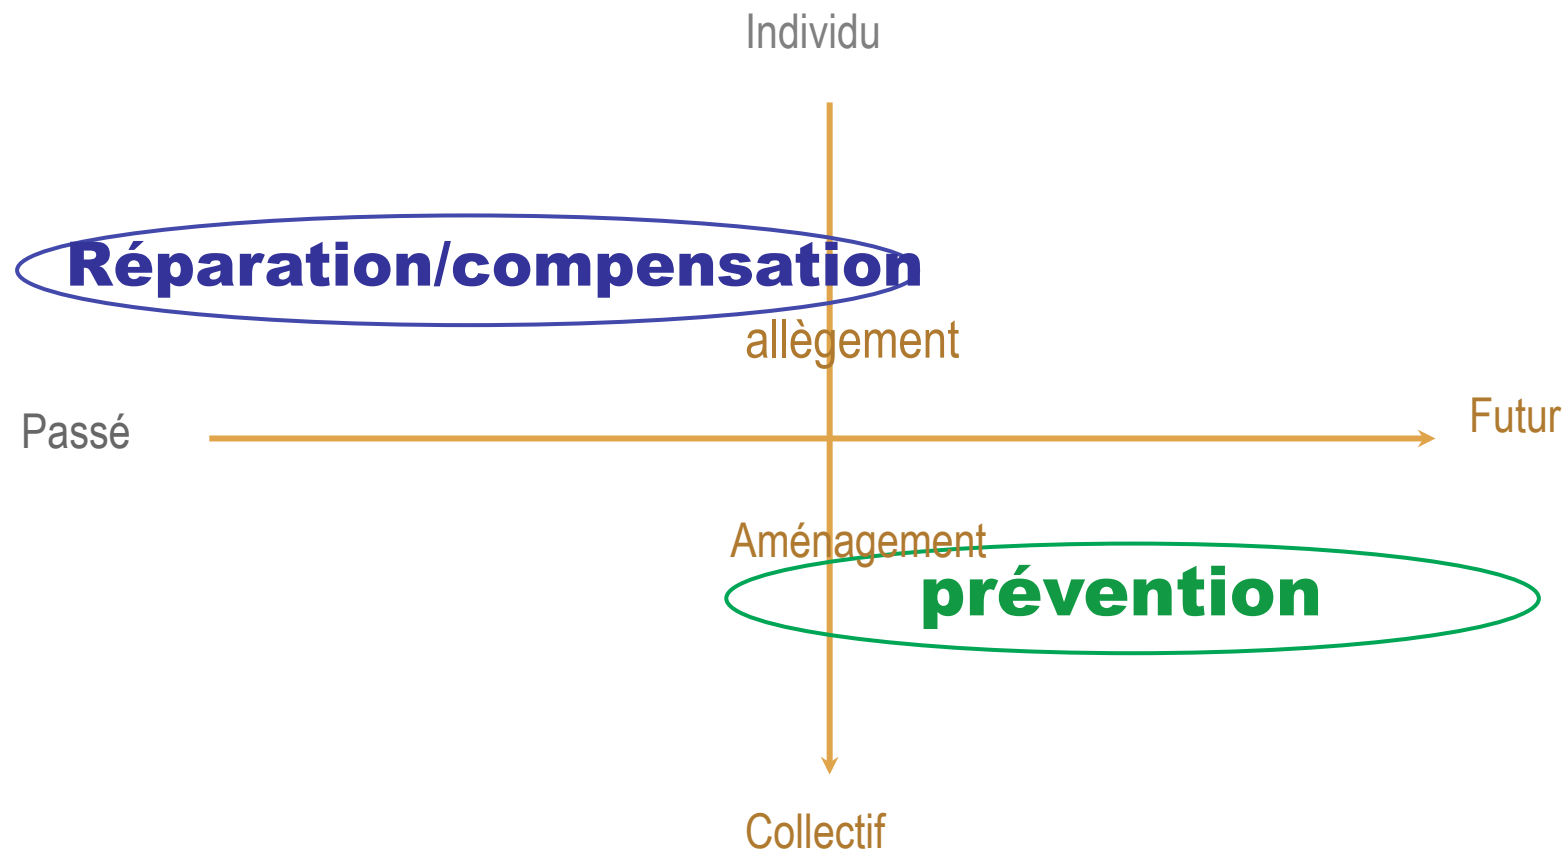 Individu
Réparation/compensation
allègement
Passé
Futur
Aménagement
prévention
Collectif